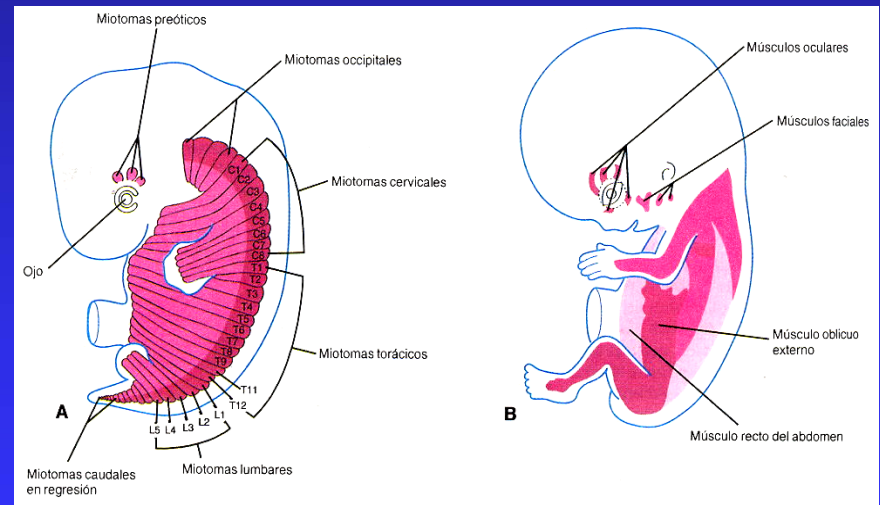 Miotomas preóticos
Miotomas occipitales
C1
C2
C3
Miotomas cervicales
C4
C5
C6
C7
C8
Ojo
T1
T2
T3
T4
T5
T6
T7
Miotomas torácicos
T8
T9
T11
T12
A
L5 L4 L3 L2 L1
Miotomas lumbares
Miotomas caudales
en regresión
Músculos oculares
Músculos faciales
Músculo oblicuo
externo
B
Músculo recto del abdomen